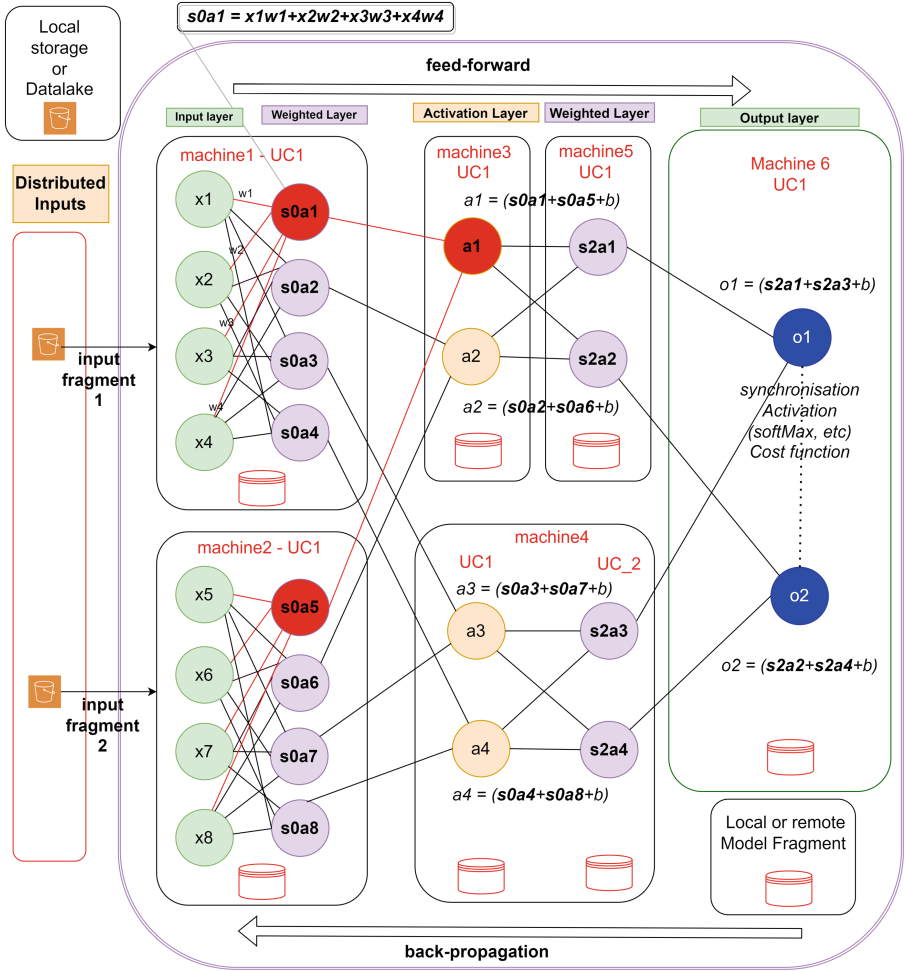 s0a1 = x1w1+x2w2+x3w3+x4w4
Local
storage
or
Datalake
feed-forward
Input layer
Weighted Layer
Activation Layer
Weighted Layer
Output layer
Distributed
Inputs
machine1 - UC1
x1
w1
s0a1
x2
w2
s0a2
x3
w3
s0a3
x4
w4
s0a4
machine3
UC1
machine5
UC1
a1 = (s0a1+s0a5+b)
a1
s2a1
a2
s2a2
a2 = (s0a2+s0a6+b)
Machine 6
UC1
o1 = (s2a1+s2a3+b)
o1
synchronisation
Activation
(softMax, etc)
Cost function
o2
o2 = (s2a2+s2a4+b)
input
fragment
1
machine2 - UC1
x5
s0a5
x6
s0a6
x7
s0a7
x8
s0a8
input
fragment
2
machine4
UC1
UC_2
a3 = (s0a3+s0a7+b)
a3
s2a3
a4
s2a4
a4 = (s0a4+s0a8+b)
Local or remote
Model Fragment
back-propagation